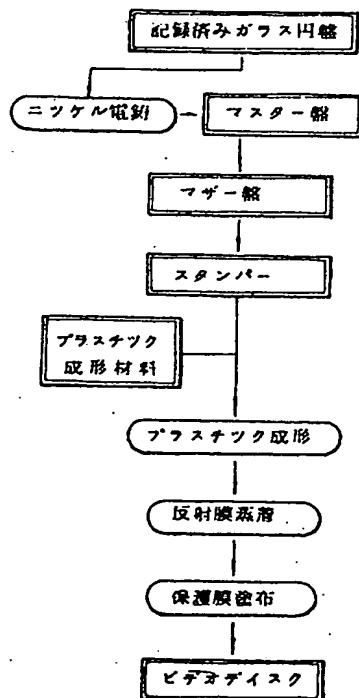 記録済みガラス円盤
ニツケル電鋳
マスター盤
マザー盤
スタンパー
プラスチツク
成形材料
プラスチツク成形
反射膜蒸着
保護膜塗布
ビデオデイスク